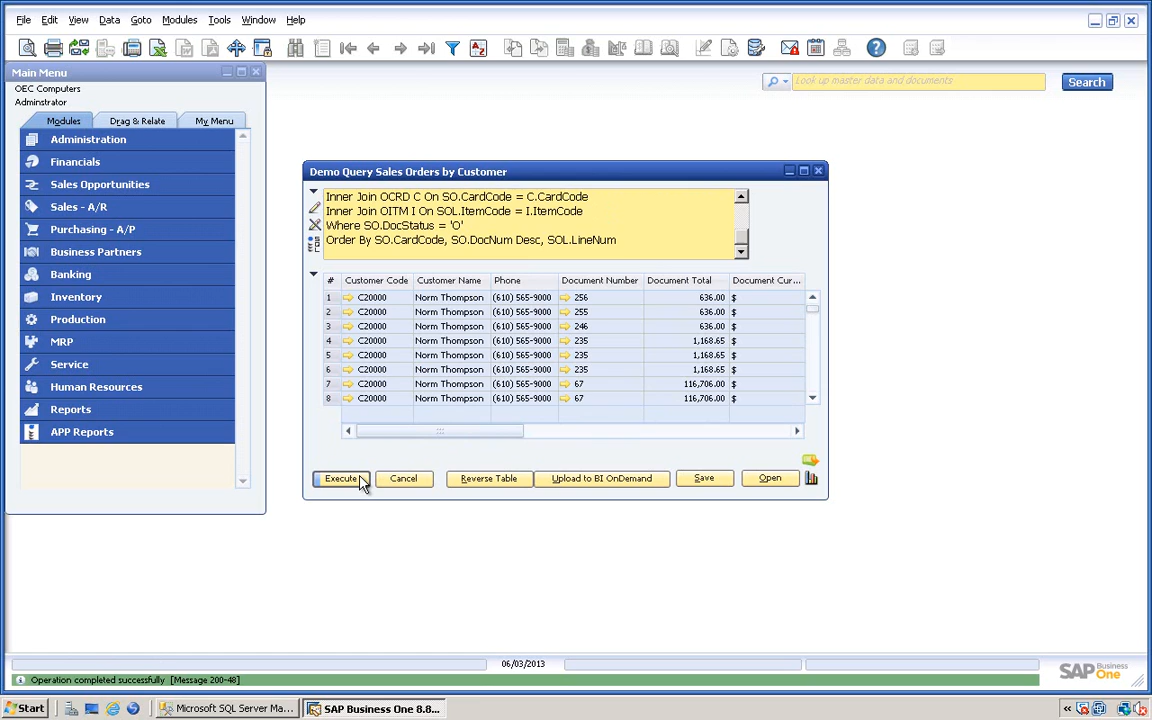 File Edit View Data Goto Modules Tools Window Help
Main Menu
OEC Computers
Adminstrator
Modules Drag & Relate My Menu
Administration
Financials
Sales Opportunities
Sales - A/R
Purchasing - A/P
Business Partners
Banking
Inventory
Production
MRP
Service
Human Resources
Reports
APP Reports
Look up master data and documents Search
Demo Query Sales Orders by Customer
Inner Join OCRD C On SO.CardCode = C.CardCode
Inner Join OITM I On SOL.ItemCode = I.ItemCode
Where SO.DocStatus = 'O'
Order By SO.CardCode, SO.DocNum Desc, SOL.LineNum
# Customer Code Customer Name Phone Document Number Document Total Document Cur...
1 C20000 Norm Thompson (610) 565-9000 256 636.00 $
2 C20000 Norm Thompson (610) 565-9000 255 636.00 $
3 C20000 Norm Thompson (610) 565-9000 246 636.00 $
4 C20000 Norm Thompson (610) 565-9000 235 1,168.65 $
5 C20000 Norm Thompson (610) 565-9000 235 1,168.65 $
6 C20000 Norm Thompson (610) 565-9000 235 1,168.65 $
7 C20000 Norm Thompson (610) 565-9000 67 116,706.00 $
8 C20000 Norm Thompson (610) 565-9000 67 116,706.00 $
Execute Cancel Reverse Table Upload to BI OnDemand Save Open
06/03/2013
Operation completed successfully [Message 200-48]
SAP Business One
Start Microsoft SQL Server Ma... SAP Business One 8.8...